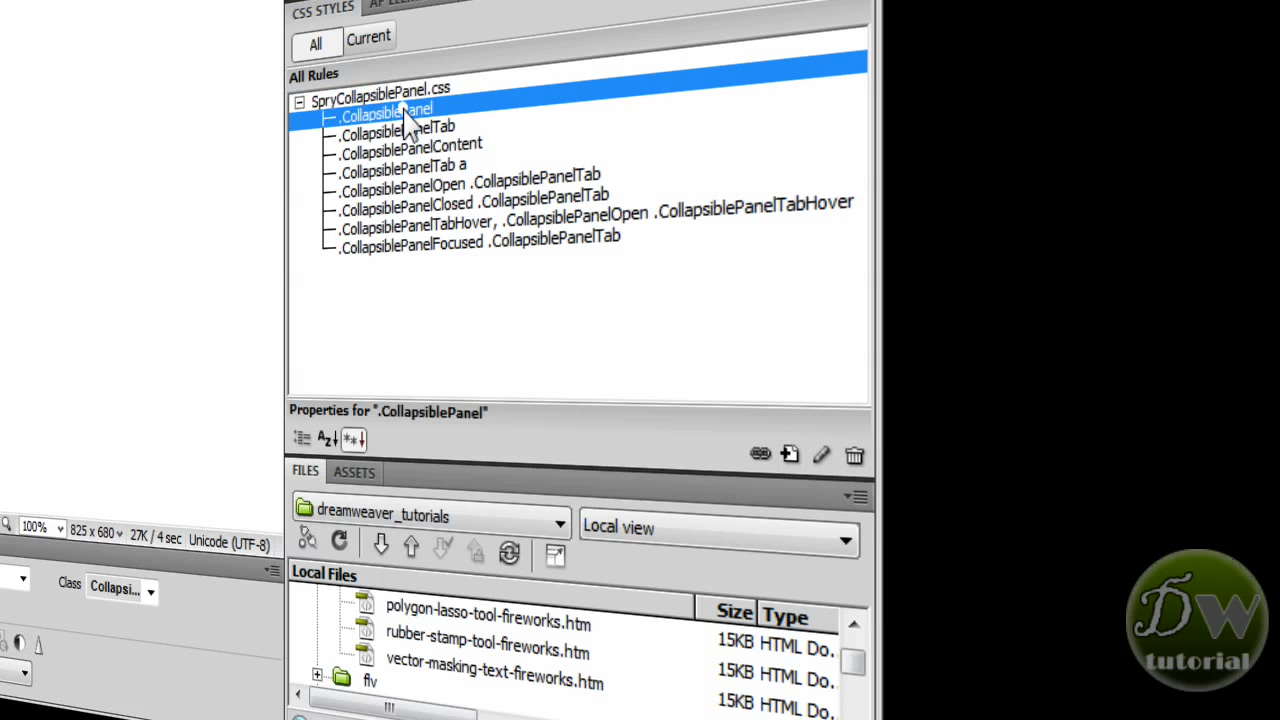 CSS STYLES
All Current
All Rules
SpryCollapsiblePanel.css
.CollapsiblePanel
.CollapsiblePanelTab
.CollapsiblePanelContent
.CollapsiblePanelTab a
.CollapsiblePanelOpen .CollapsiblePanelTab
.CollapsiblePanelClosed .CollapsiblePanelTab
.CollapsiblePanelTabHover, .CollapsiblePanelOpen .CollapsiblePanelTabHover
.CollapsiblePanelFocused .CollapsiblePanelTab
Properties for ".CollapsiblePanel"
FILES ASSETS
dreamweaver_tutorials Local view
100% 825 x 680 27K / 4 sec Unicode (UTF-8)
Class Collapsi...
Local Files Size Type
polygon-lasso-tool-fireworks.htm 15KB HTML Do..
rubber-stamp-tool-fireworks.htm 15KB HTML Do..
vector-masking-text-fireworks.htm 15KB HTML Do..
flv
Dw
tutorial